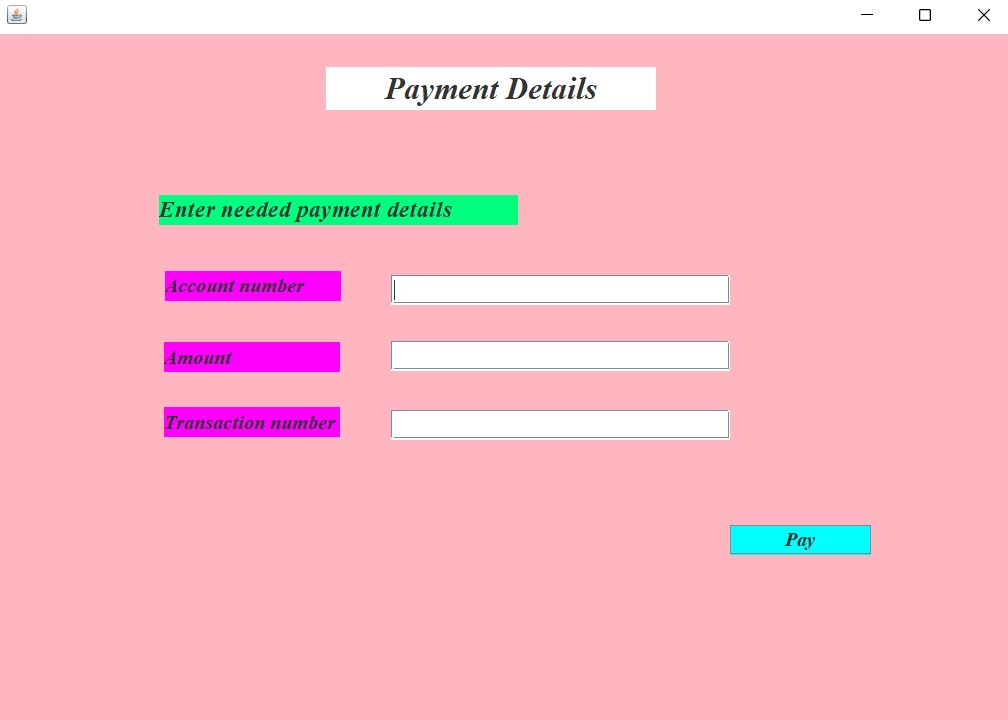 Payment Details
Enter needed payment details
Account number
Amount
Transaction number
Pay